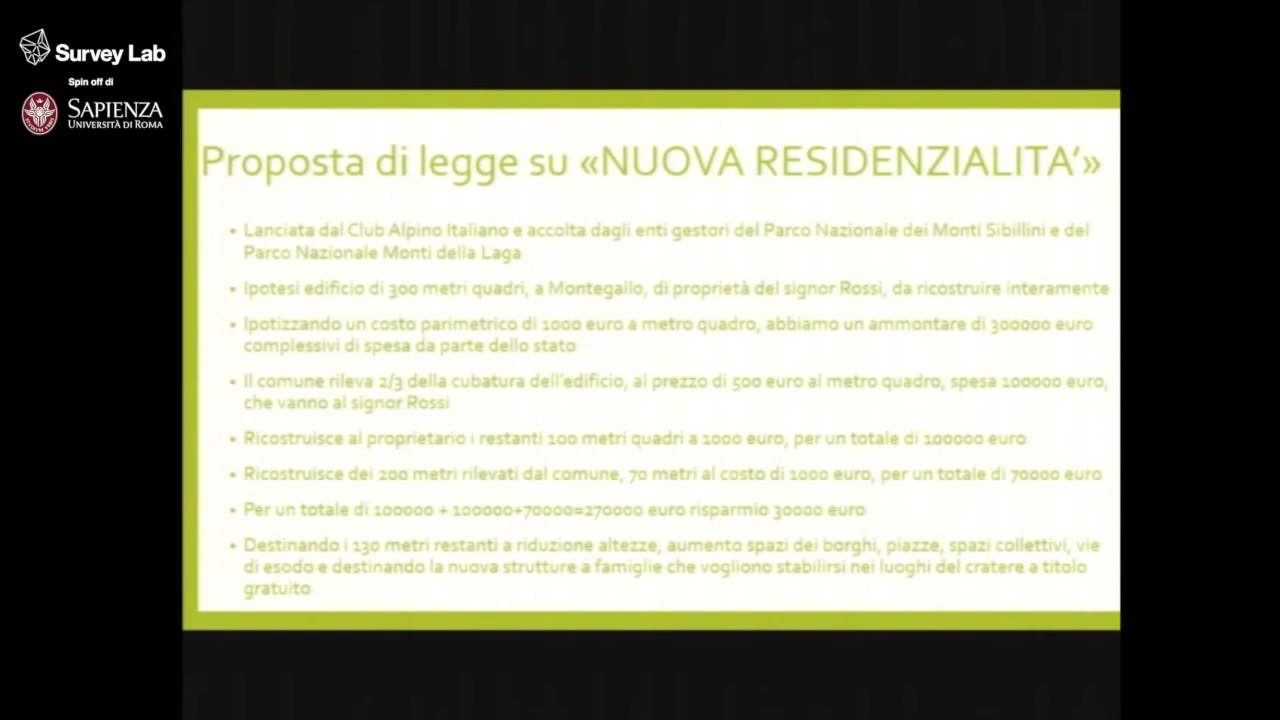 Survey Lab
Spin off di
SAPIENZA
UNIVERSITÀ DI ROMA
Proposta di legge su «NUOVA RESIDENZIALITA’»
• Lanciata dal Club Alpino Italiano e accolta dagli enti gestori del Parco Nazionale dei Monti Sibillini e del
Parco Nazionale Monti della Laga
• Ipotesi edificio di 300 metri quadri, a Montegallo, di proprietà del signor Rossi, da ricostruire interamente
• Ipotizzando un costo parimetrico di 1000 euro a metro quadro, abbiamo un ammontare di 300000 euro
complessivi di spesa da parte dello stato
• Il comune rileva 2/3 della cubatura dell’edificio, al prezzo di 500 euro al metro quadro, spesa 100000 euro,
che vanno al signor Rossi
• Ricostruisce al proprietario i restanti 100 metri quadri a 1000 euro, per un totale di 100000 euro
• Ricostruisce dei 200 metri rilevati dal comune, 70 metri al costo di 1000 euro, per un totale di 70000 euro
• Per un totale di 100000 + 100000+70000=270000 euro risparmio 30000 euro
• Destinando i 130 metri restanti a riduzione altezze, aumento spazi dei borghi, piazze, spazi collettivi, vie
di esodo e destinando la nuova strutture a famiglie che vogliono stabilirsi nei luoghi del cratere a titolo
gratuito